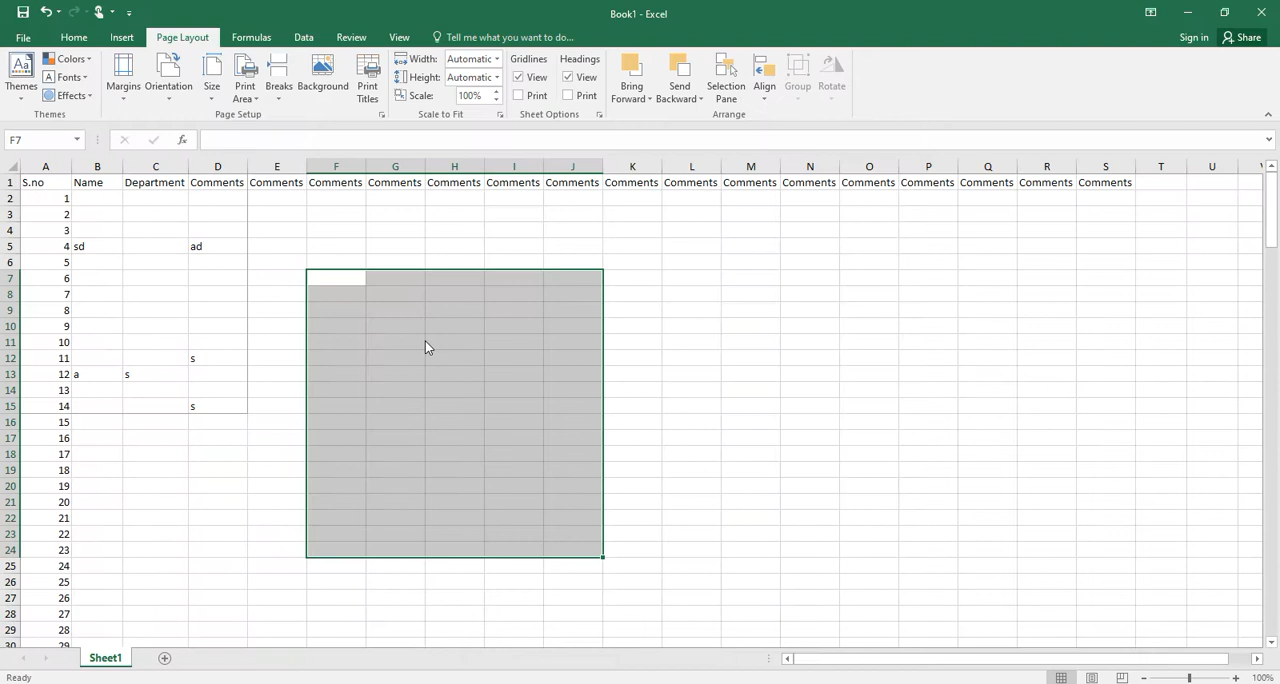 Book1 - Excel
File Home Insert Page Layout Formulas Data Review View Tell me what you want to do... Sign in Share
Themes
Colors
Fonts
Effects
Themes
Margins
Orientation
Size
Print Area
Breaks
Background
Print Titles
Page Setup
Width: Automatic
Height: Automatic
Scale: 100%
Scale to Fit
Gridlines Headings
View View
Print Print
Sheet Options
Bring Forward
Send Backward
Selection Pane
Align
Group
Rotate
Arrange
F7 fx
A B C D E F G H I J K L M N O P Q R S T U
1 S.no Name Department Comments Comments Comments Comments Comments Comments Comments Comments Comments Comments Comments Comments Comments Comments Comments Comments
2 1
3 2
4 3
5 4 sd ad
6 5
7 6
8 7
9 8
10 9
11 10
12 11 s
13 12 a s
14 13
15 14 s
16 15
17 16
18 17
19 18
20 19
21 20
22 21
23 22
24 23
25 24
26 25
27 26
28 27
29 28
30 29
Sheet1
Ready 100%